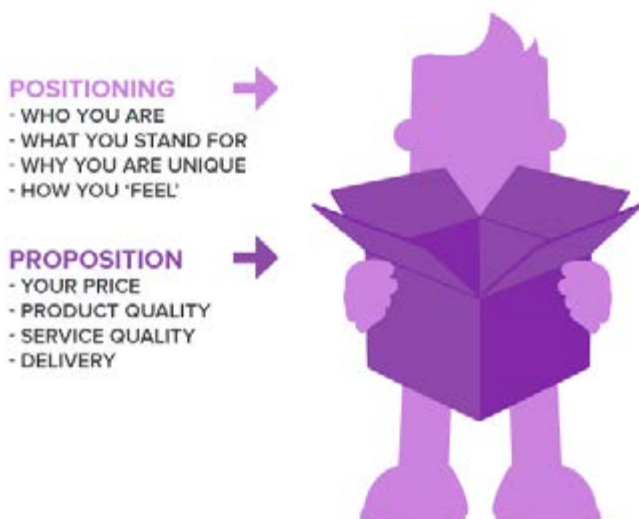 POSITIONING
- WHO YOU ARE
- WHAT YOU STAND FOR
- WHY YOU ARE UNIQUE
- HOW YOU 'FEEL'
PROPOSITION
- YOUR PRICE
- PRODUCT QUALITY
- SERVICE QUALITY
- DELIVERY